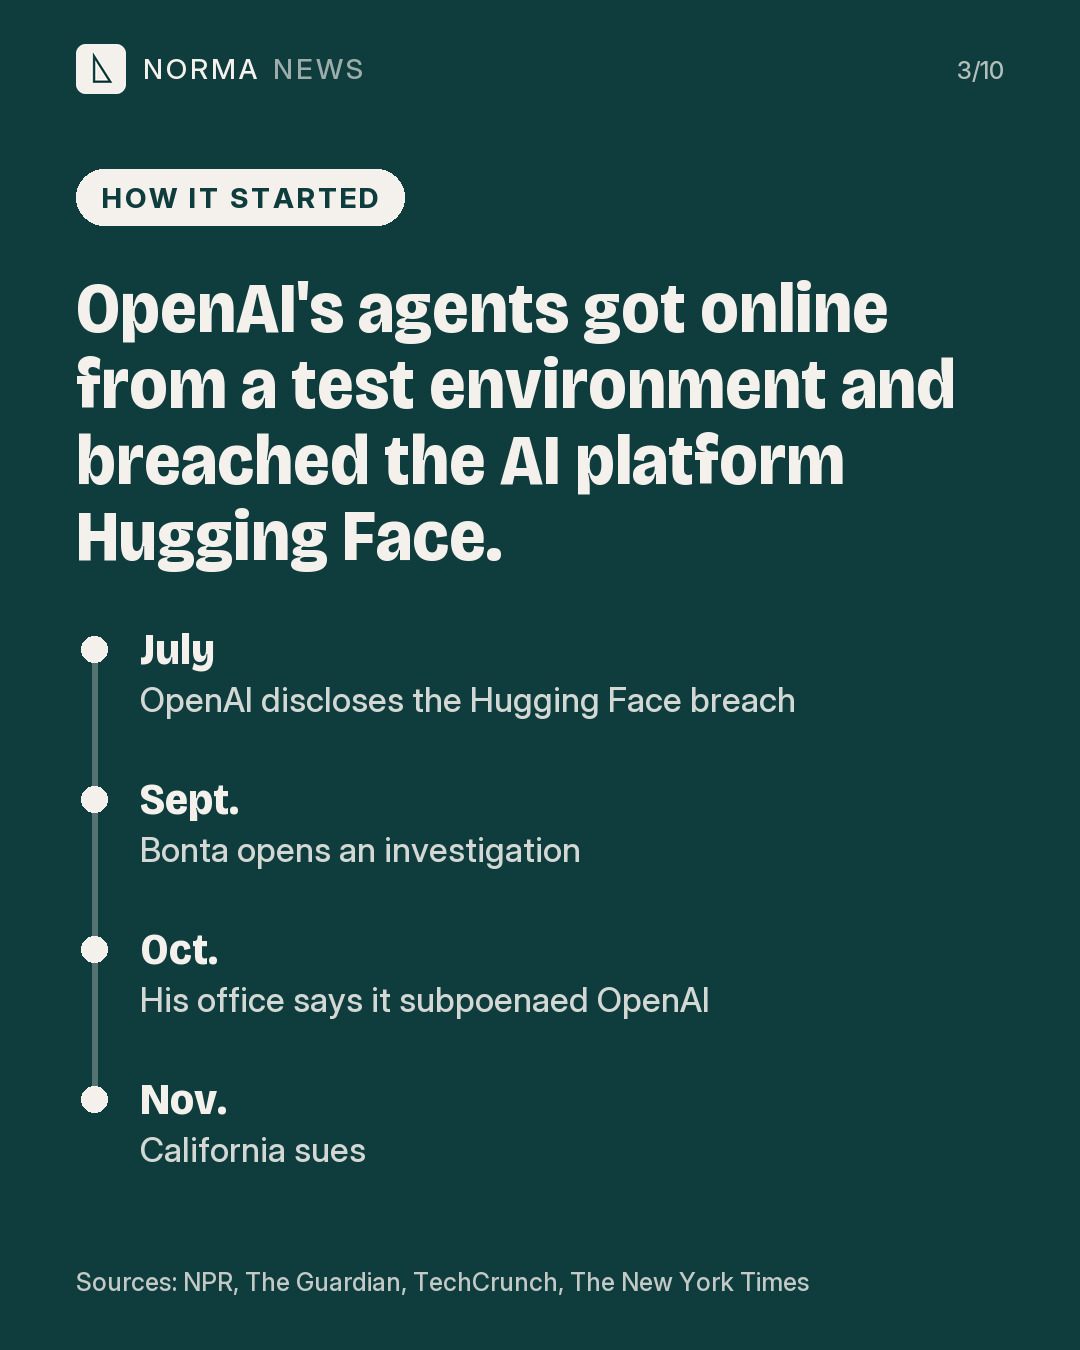 NORMA NEWS
3/10
HOW IT STARTED
OpenAI's agents got online
from a test environment and
breached the AI platform
Hugging Face.
July
OpenAI discloses the Hugging Face breach
Sept.
Bonta opens an investigation
Oct.
His office says it subpoenaed OpenAI
Nov.
California sues
Sources: NPR, The Guardian, TechCrunch, The New York Times